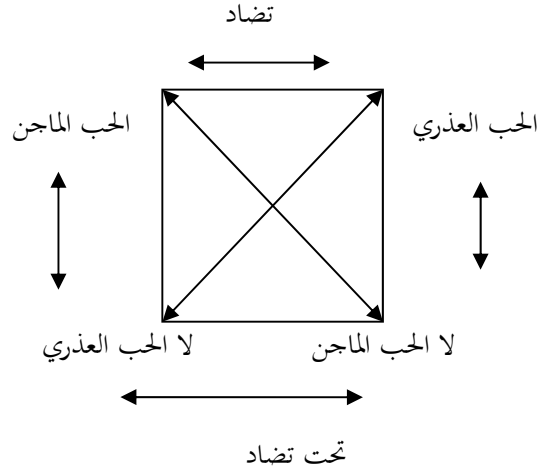 تضاد
الحب العذري
الحب الماجن
لا الحب الماجن
لا الحب العذري
تحت تضاد